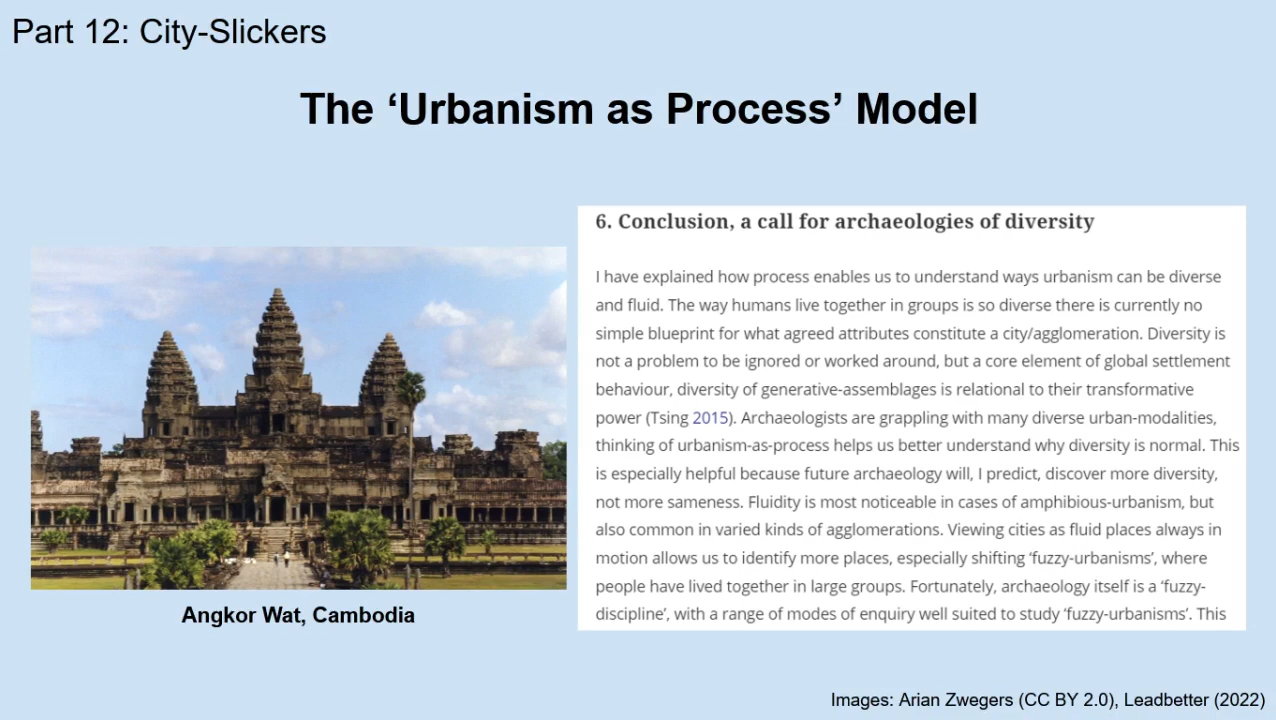 Part 12: City-Slickers
The ‘Urbanism as Process’ Model
6. Conclusion, a call for archaeologies of diversity
I have explained how process enables us to understand ways urbanism can be diverse
and fluid. The way humans live together in groups is so diverse there is currently no
simple blueprint for what agreed attributes constitute a city/agglomeration. Diversity is
not a problem to be ignored or worked around, but a core element of global settlement
behaviour, diversity of generative-assemblages is relational to their transformative
power (Tsing 2015). Archaeologists are grappling with many diverse urban-modalities,
thinking of urbanism-as-process helps us better understand why diversity is normal. This
is especially helpful because future archaeology will, I predict, discover more diversity,
not more sameness. Fluidity is most noticeable in cases of amphibious-urbanism, but
also common in varied kinds of agglomerations. Viewing cities as fluid places always in
motion allows us to identify more places, especially shifting ‘fuzzy-urbanisms’, where
people have lived together in large groups. Fortunately, archaeology itself is a ‘fuzzy-
discipline’, with a range of modes of enquiry well suited to study ‘fuzzy-urbanisms’. This
Angkor Wat, Cambodia
Images: Arian Zwegers (CC BY 2.0), Leadbetter (2022)